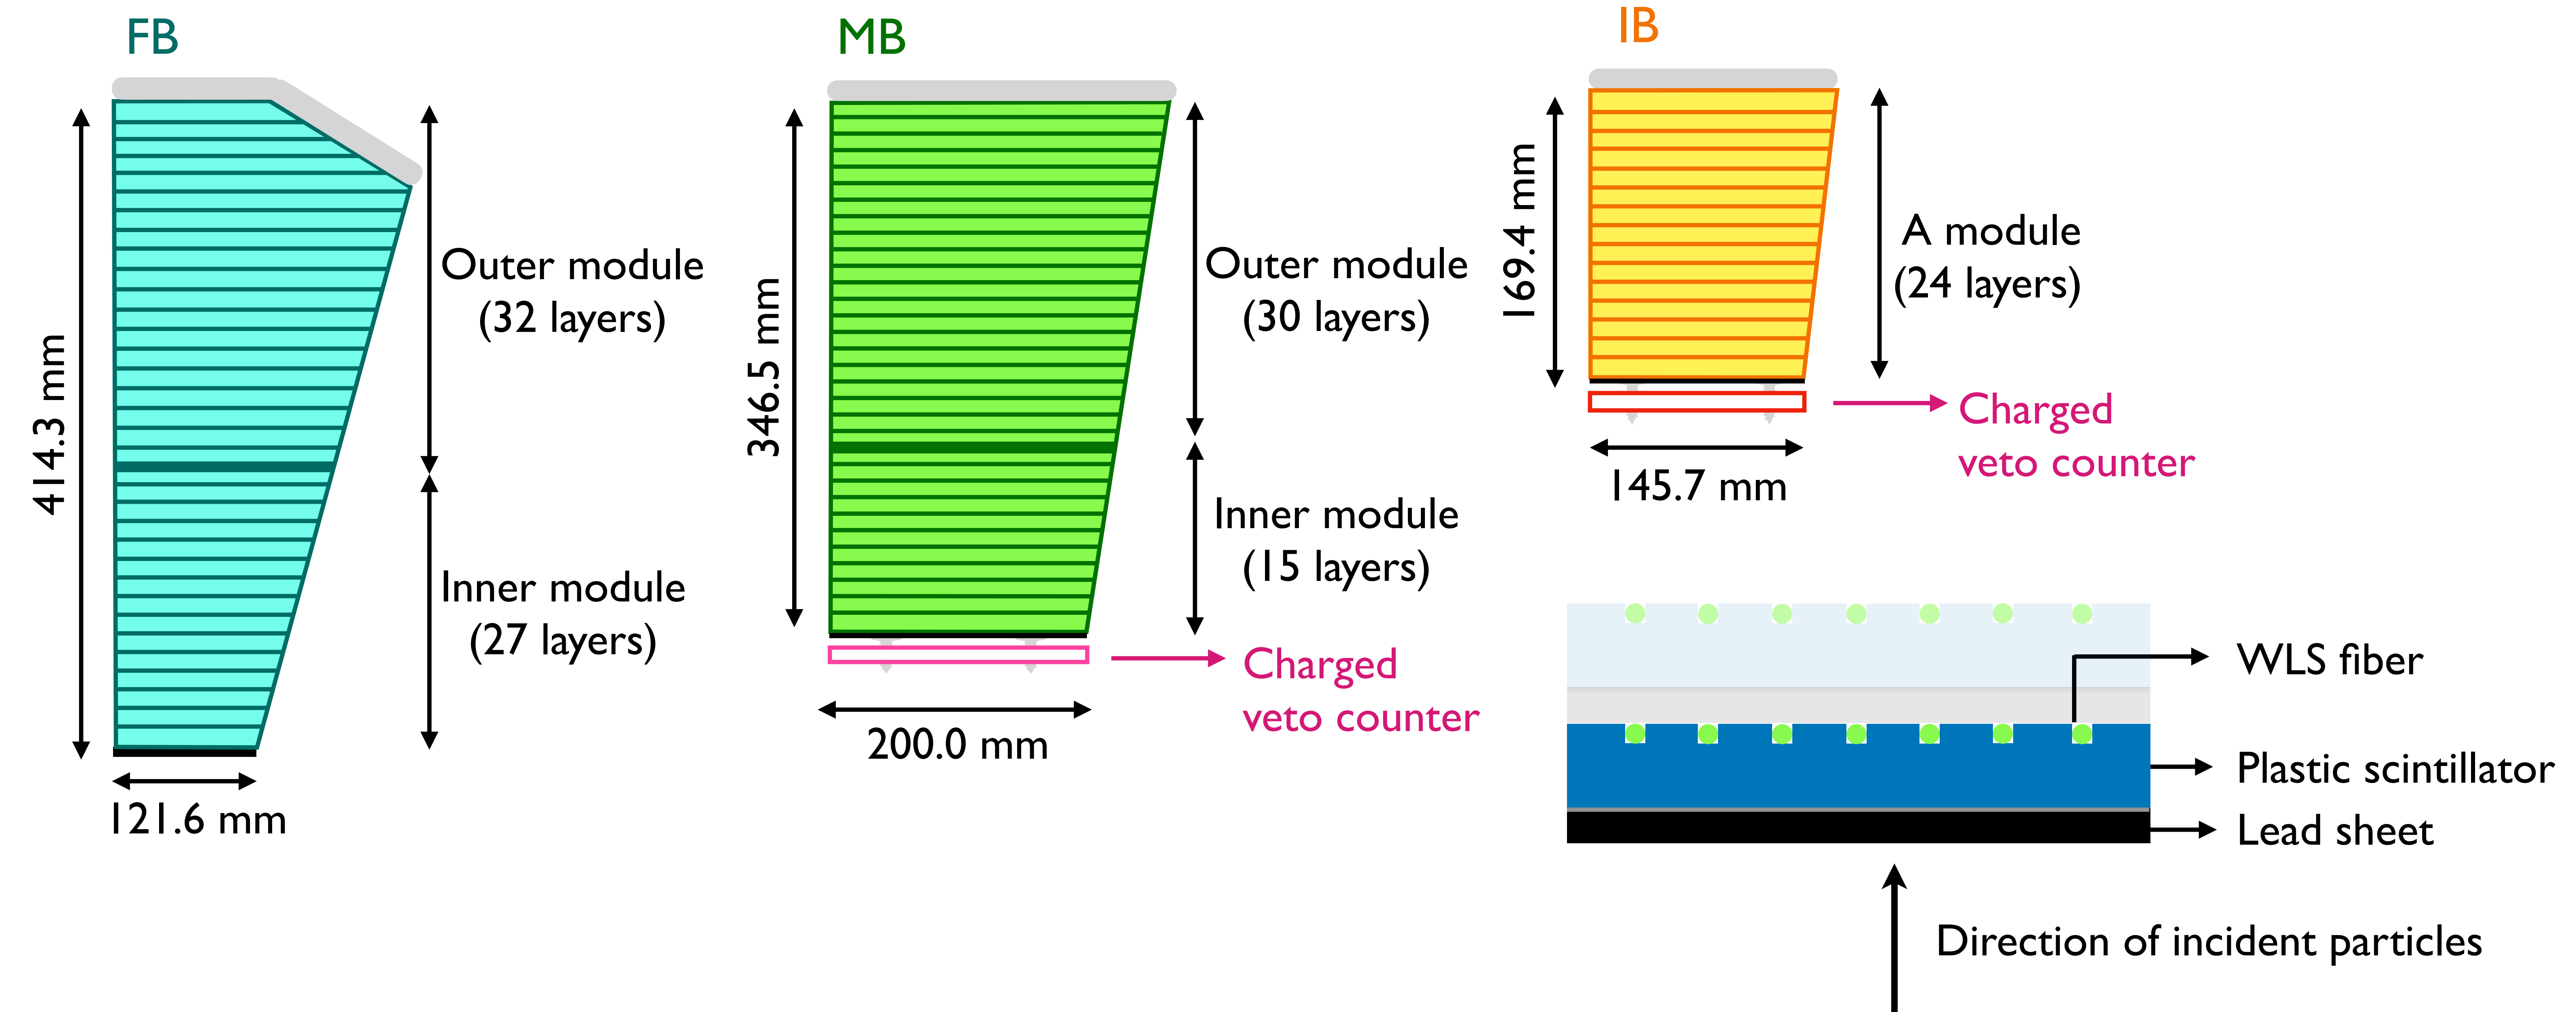 FB
414.3 mm
Outer module
(32 layers)
Inner module
(27 layers)
121.6 mm
MB
346.5 mm
Outer module
(30 layers)
Inner module
(15 layers)
Charged
veto counter
200.0 mm
IB
169.4 mm
A module
(24 layers)
Charged
veto counter
145.7 mm
WLS fiber
Plastic scintillator
Lead sheet
Direction of incident particles